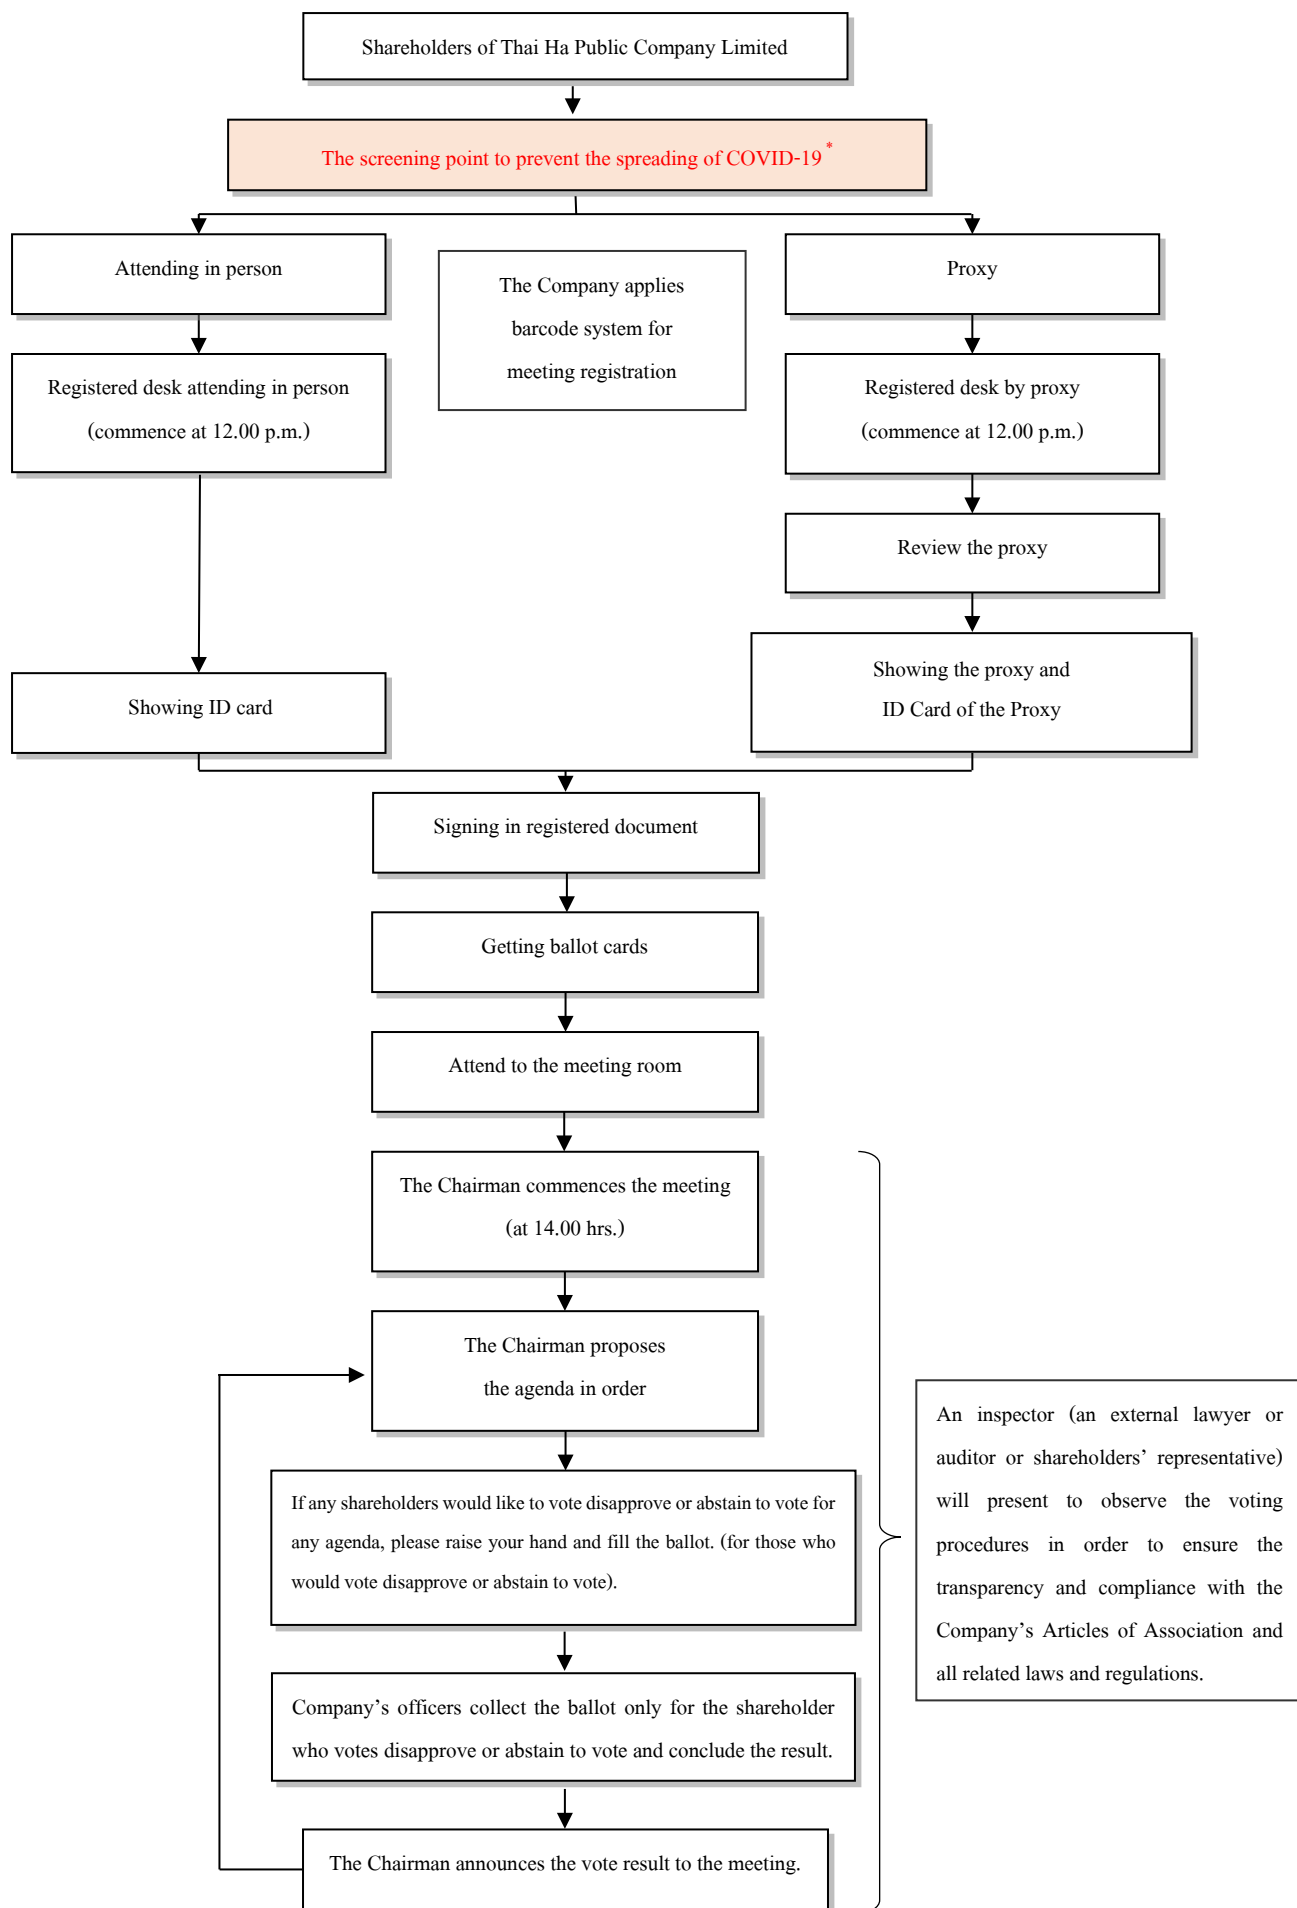 Shareholders of Thai Ha Public Company Limited
The screening point to prevent the spreading of COVID-19 *
Attending in person
The Company applies
barcode system for
meeting registration
Proxy
Registered desk attending in person
(commence at 12.00 p.m.)
Registered desk by proxy
(commence at 12.00 p.m.)
Review the proxy
Showing ID card
Showing the proxy and
ID Card of the Proxy
Signing in registered document
Getting ballot cards
Attend to the meeting room
The Chairman commences the meeting
(at 14.00 hrs.)
The Chairman proposes
the agenda in order
If any shareholders would like to vote disapprove or abstain to vote for
any agenda, please raise your hand and fill the ballot. (for those who
would vote disapprove or abstain to vote).
Company’s officers collect the ballot only for the shareholder
who votes disapprove or abstain to vote and conclude the result.
The Chairman announces the vote result to the meeting.
An inspector (an external lawyer or
auditor or shareholders’ representative)
will present to observe the voting
procedures in order to ensure the
transparency and compliance with the
Company’s Articles of Association and
all related laws and regulations.